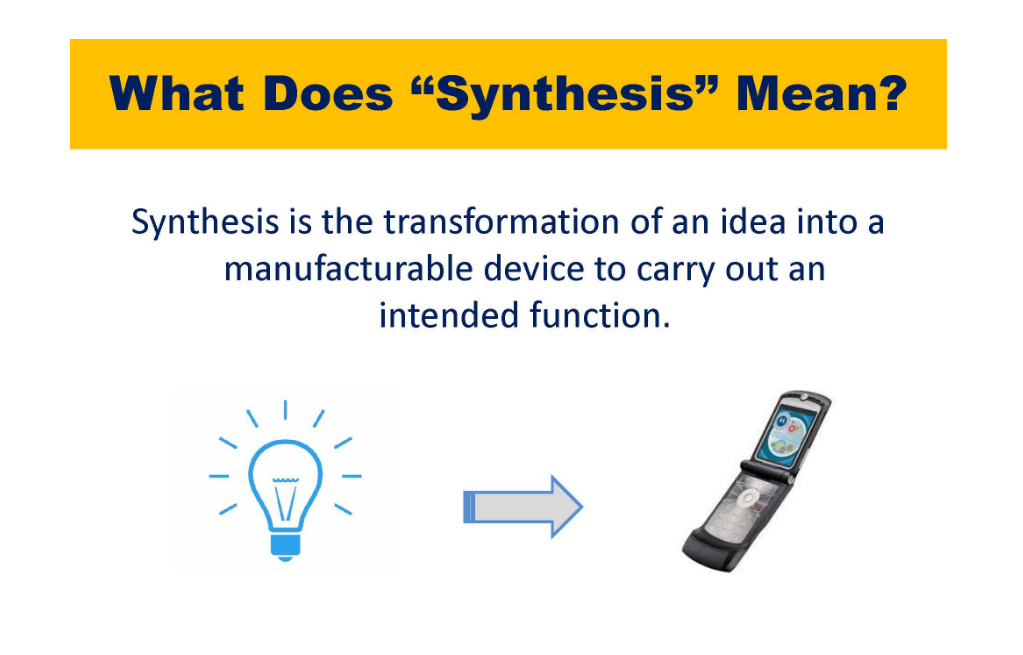 What Does “Synthesis” Mean?
Synthesis is the transformation of an idea into a
manufacturable device to carry out an
intended function.